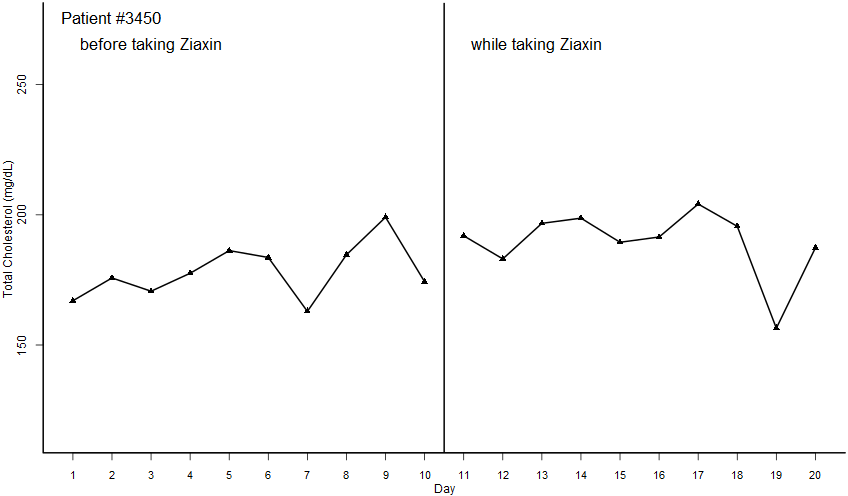 Patient #3450
before taking Ziaxin
while taking Ziaxin
250
200
150
Total Cholesterol (mg/dL)
1 2 3 4 5 6 7 8 9 10 11 12 13 14 15 16 17 18 19 20
Day